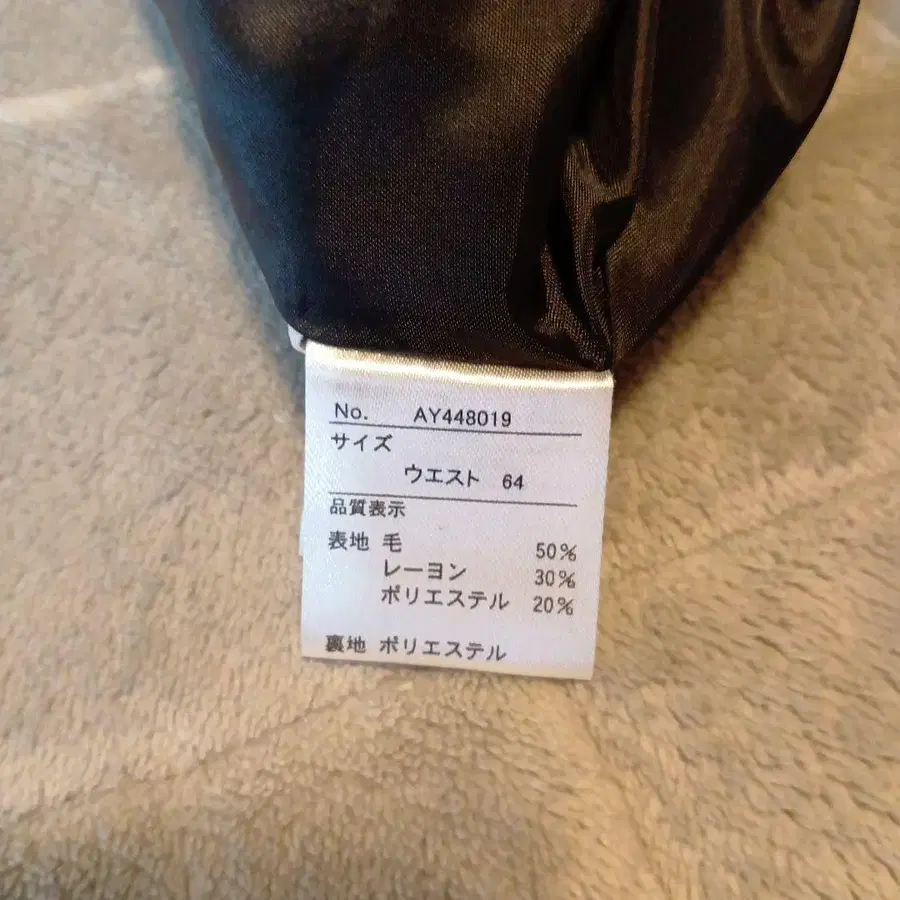 No. AY448019
サイズ
ウエスト 64
品質表示
表地 毛 50%
レーヨン 30%
ポリエステル 20%
裏地 ポリエステル